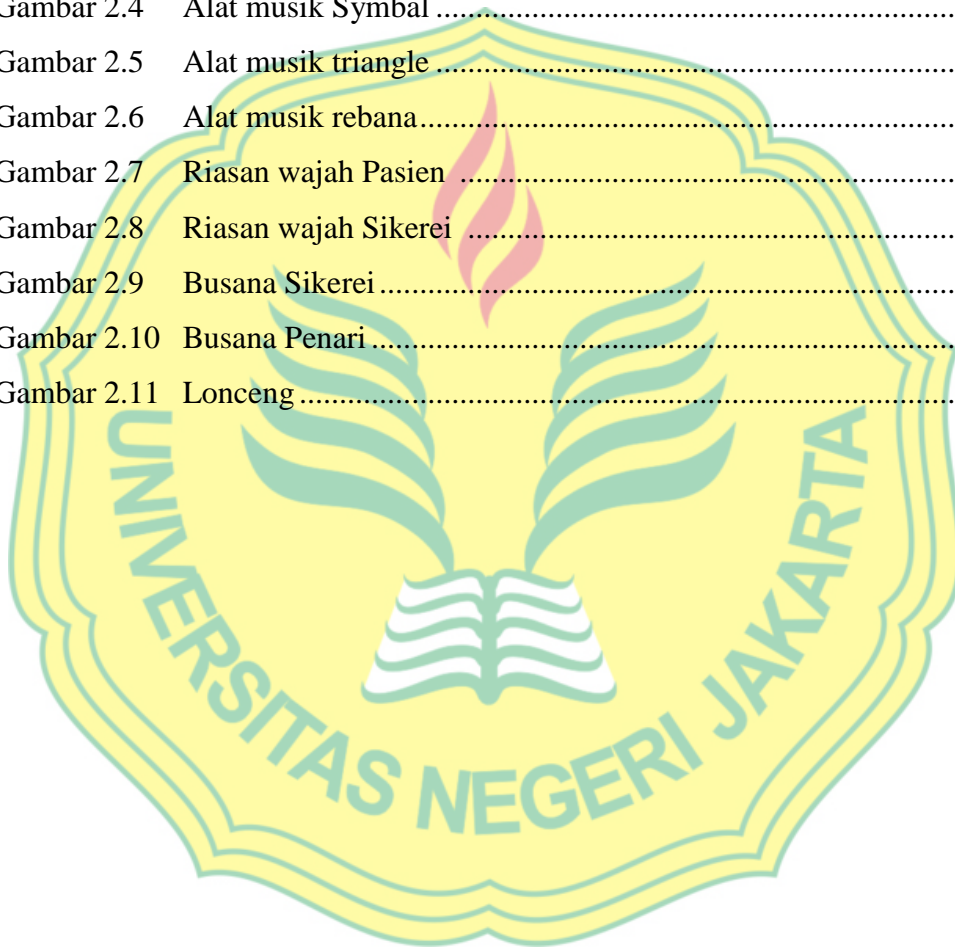 Gambar 2.4 Alat musik Symbal ..........................................................................
Gambar 2.5 Alat musik triangle ..........................................................................
Gambar 2.6 Alat musik rebana ............................................................................
Gambar 2.7 Riasan wajah Pasien .......................................................................
Gambar 2.8 Riasan wajah Sikerei ......................................................................
Gambar 2.9 Busana Sikerei .................................................................................
Gambar 2.10 Busana Penari ..................................................................................
Gambar 2.11 Lonceng ............................................................................................
UNIVERSITAS NEGERI JAKARTA